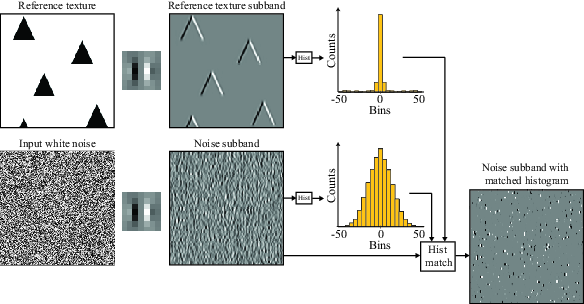 Reference texture
Reference texture subband
Hist
Counts
-50
0
50
Bins
Input white noise
Noise subband
Hist
Counts
-50
0
50
Bins
Hist
match
Noise subband with
matched histogram